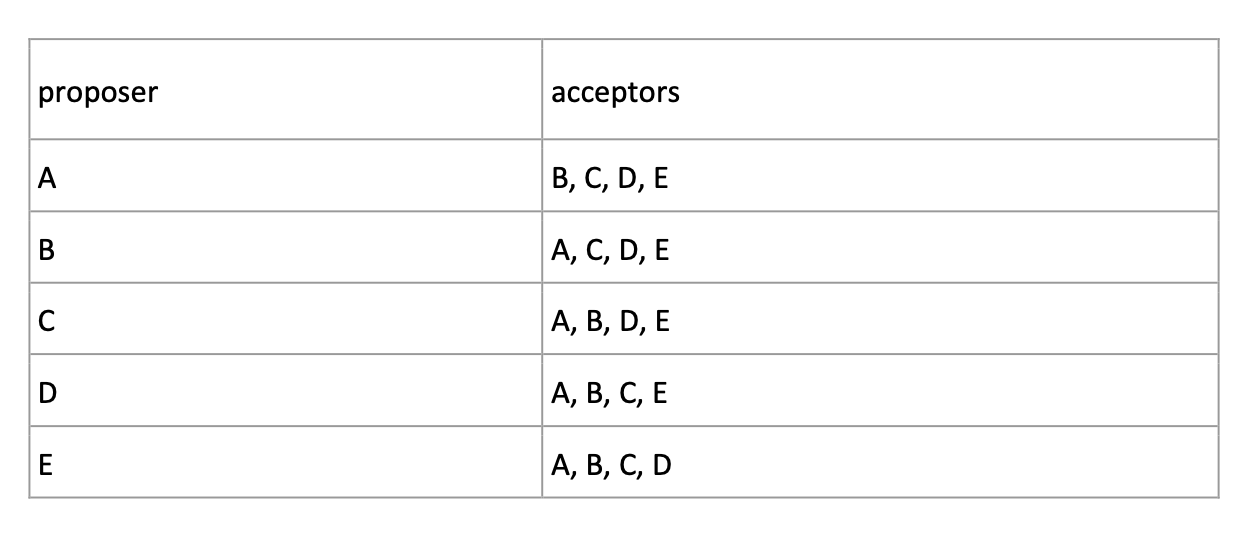 proposer acceptors
A B, C, D, E
B A, C, D, E
C A, B, D, E
D A, B, C, E
E A, B, C, D